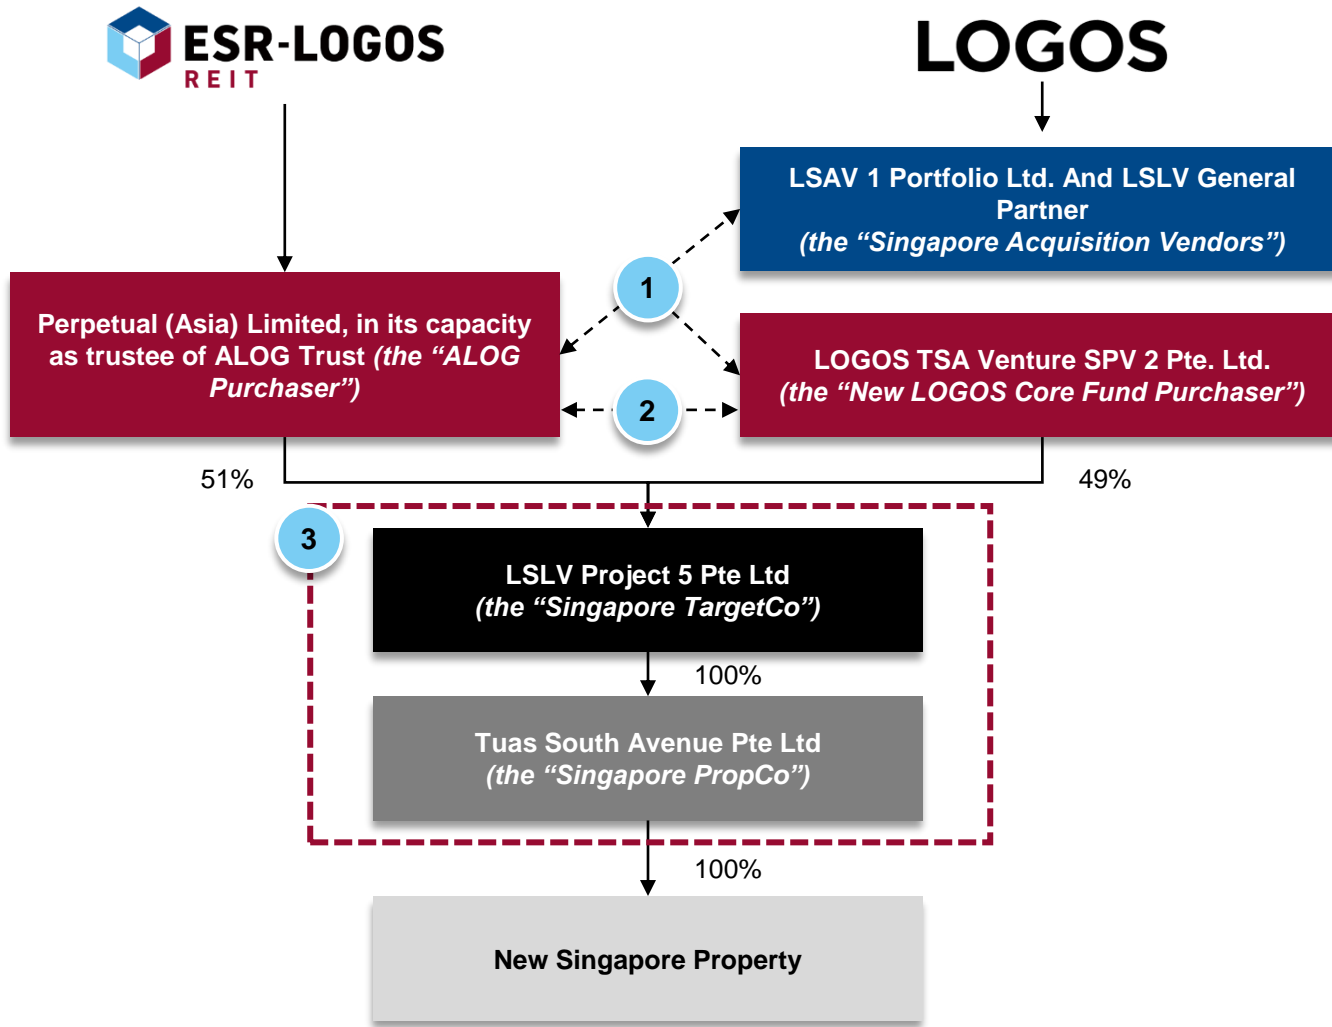 ESR-LOGOS
REIT
LOGOS
LSAV 1 Portfolio Ltd. And LSLV General
Partner
(the “Singapore Acquisition Vendors”)
1
Perpetual (Asia) Limited, in its capacity
as trustee of ALOG Trust (the “ALOG
Purchaser”)
LOGOS TSA Venture SPV 2 Pte. Ltd.
(the “New LOGOS Core Fund Purchaser”)
2
51%
49%
3
LSLV Project 5 Pte Ltd
(the “Singapore TargetCo”)
100%
Tuas South Avenue Pte Ltd
(the “Singapore PropCo”)
100%
New Singapore Property